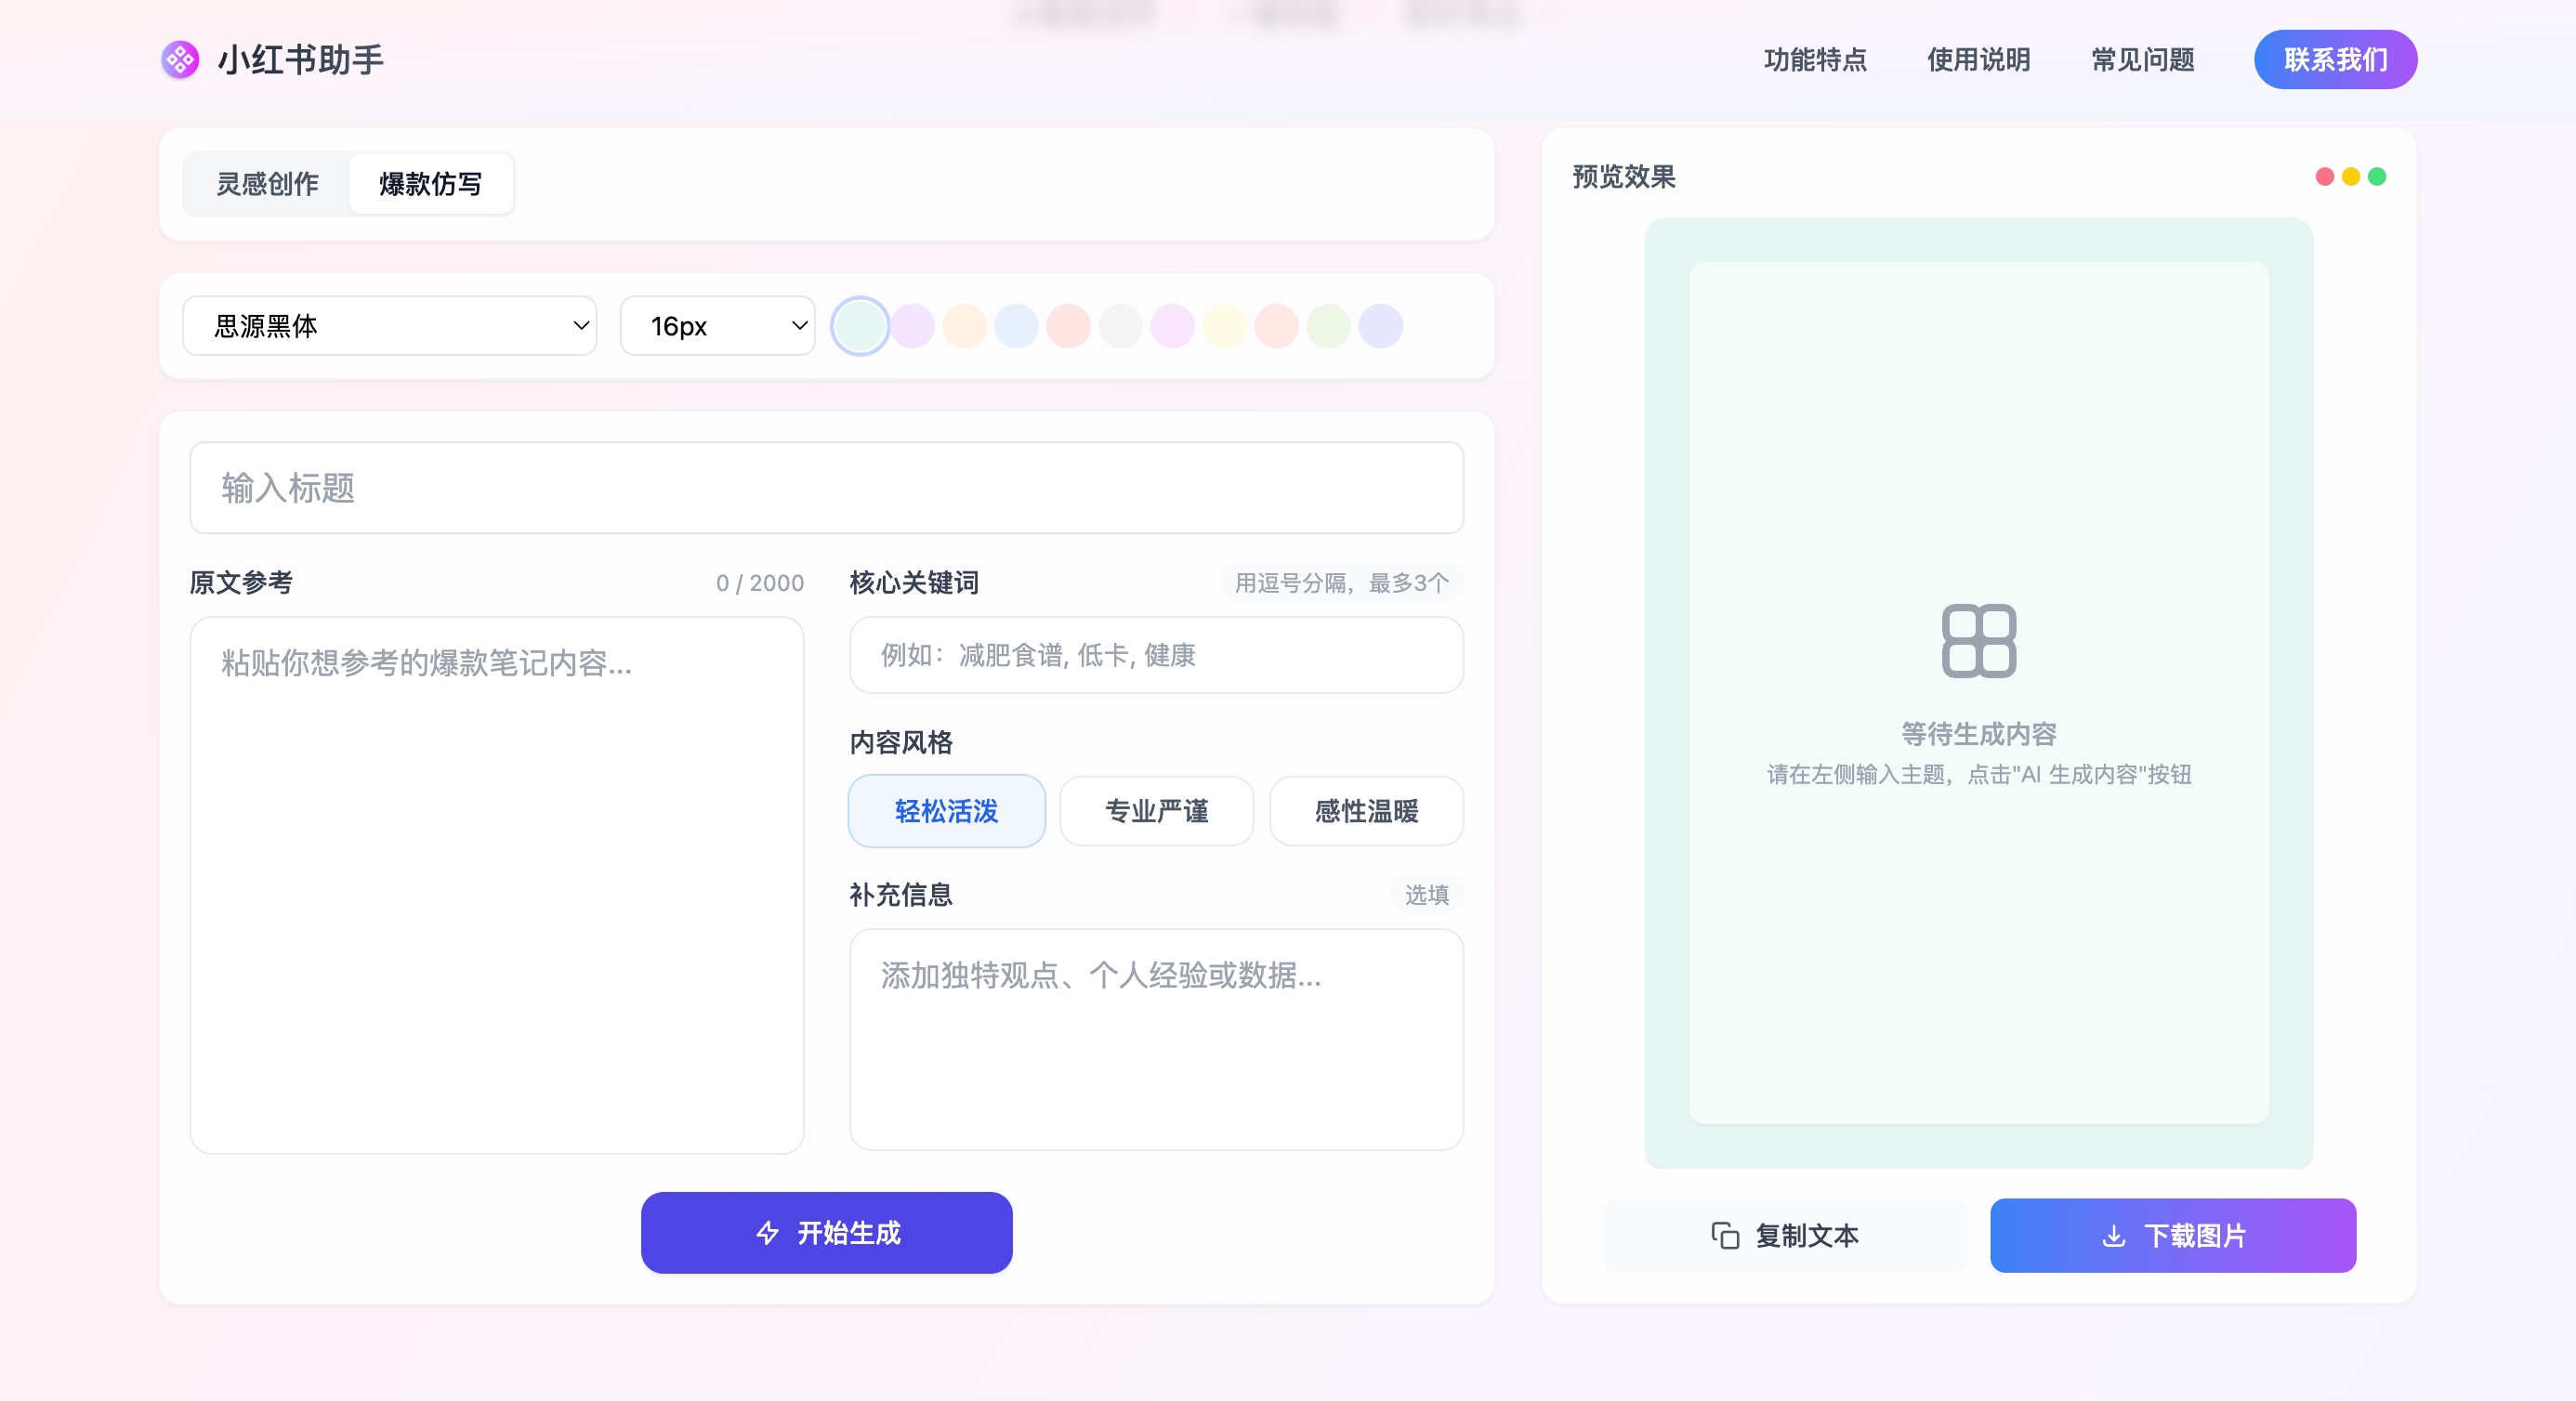 小红书助手
功能特点
使用说明
常见问题
联系我们
灵感创作
爆款仿写
思源黑体
16px
输入标题
原文参考
0 / 2000
粘贴你想参考的爆款笔记内容...
核心关键词
用逗号分隔，最多3个
例如：减肥食谱, 低卡, 健康
内容风格
轻松活泼
专业严谨
感性温暖
补充信息
选填
添加独特观点、个人经验或数据...
开始生成
预览效果
等待生成内容
请在左侧输入主题，点击"AI 生成内容"按钮
复制文本
下载图片